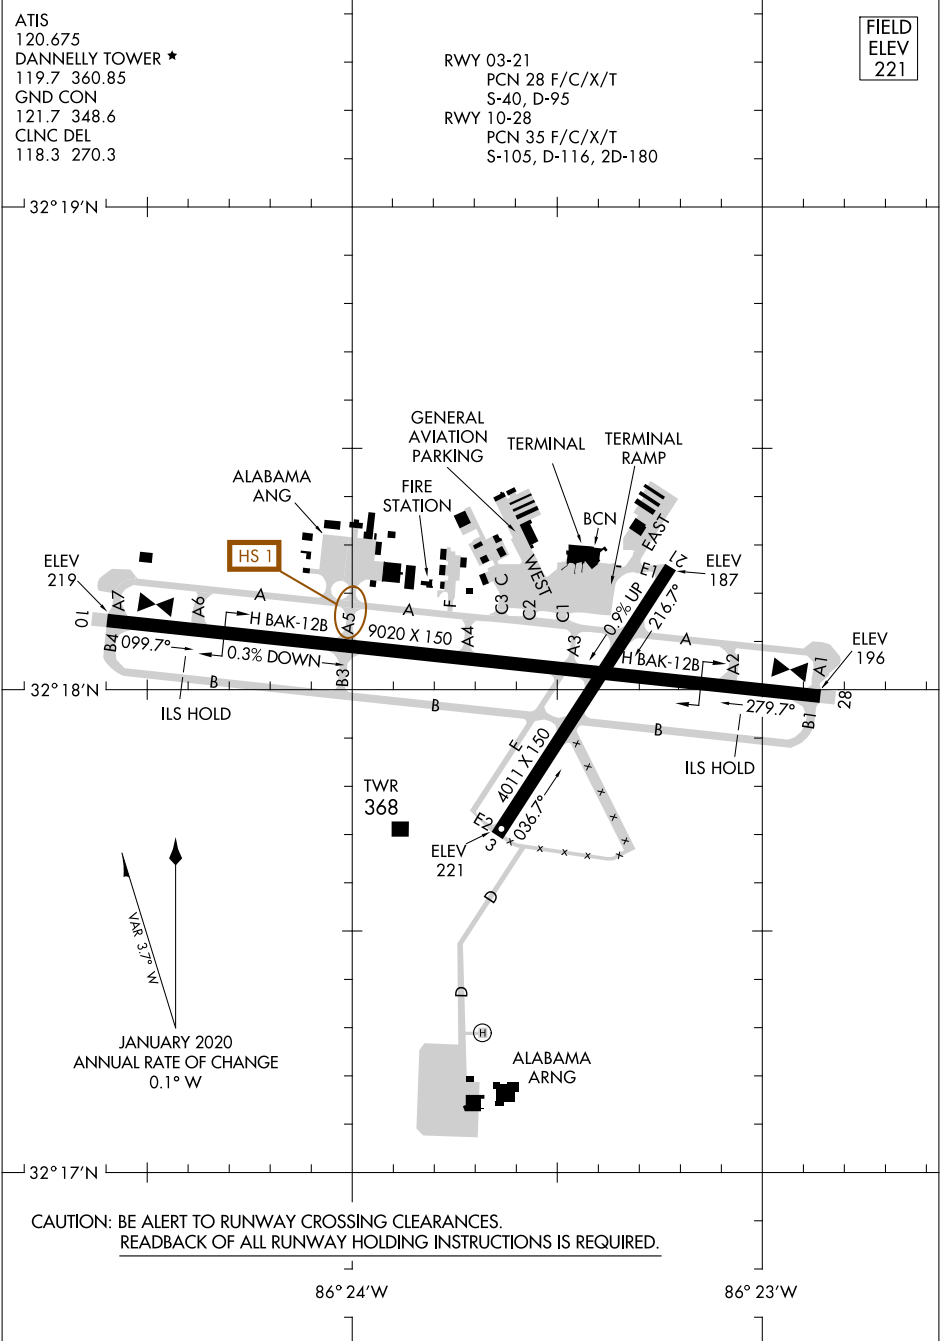 ATIS
120.675
DANNELLY TOWER ★
119.7 360.85
GND CON
121.7 348.6
CLNC DEL
118.3 270.3
RWY 03-21
PCN 28 F/C/X/T
S-40, D-95
RWY 10-28
PCN 35 F/C/X/T
S-105, D-116, 2D-180
FIELD
ELEV
221
32°19'N
GENERAL
AVIATION
PARKING
TERMINAL
TERMINAL
RAMP
ALABAMA
ANG
FIRE
STATION
BCN
EAST
WEST
HS 1
ELEV
219
ELEV
187
21
E1
10
A7
A6
A
A5
A
F
A4
C3
C
C2
C1
A3
A
A2
A1
H BAK-12B
9020 X 150
0.9% UP
216.7°
H BAK-12B
ELEV
196
B4
099.7°
0.3% DOWN
B3
279.7°
28
B1
32°18'N
B
B
B
ILS HOLD
ILS HOLD
E
4011 X 150
036.7°
E2
3
TWR
368
ELEV
221
D
D
H
VAR 3.7° W
JANUARY 2020
ANNUAL RATE OF CHANGE
0.1° W
ALABAMA
ARNG
32°17'N
CAUTION: BE ALERT TO RUNWAY CROSSING CLEARANCES.
READBACK OF ALL RUNWAY HOLDING INSTRUCTIONS IS REQUIRED.
86°24'W
86°23'W